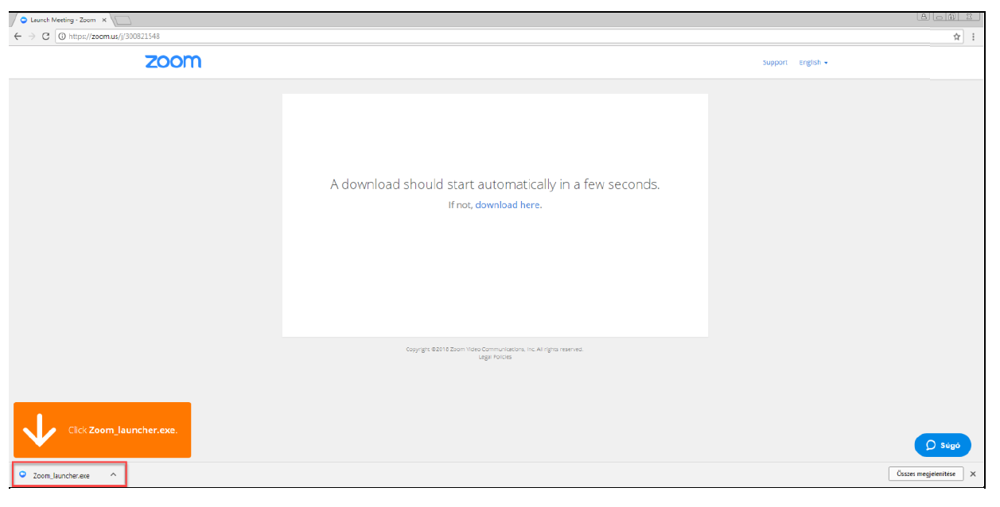 Launch Meeting - Zoom
https://zoom.us/j/300821548
zoom
Support English
A download should start automatically in a few seconds.
If not, download here.
Copyright ©2018 Zoom Video Communications, Inc. All rights reserved.
Legal Policies
Click Zoom_launcher.exe.
Súgó
Zoom_launcher.exe
Összes megjelenítése